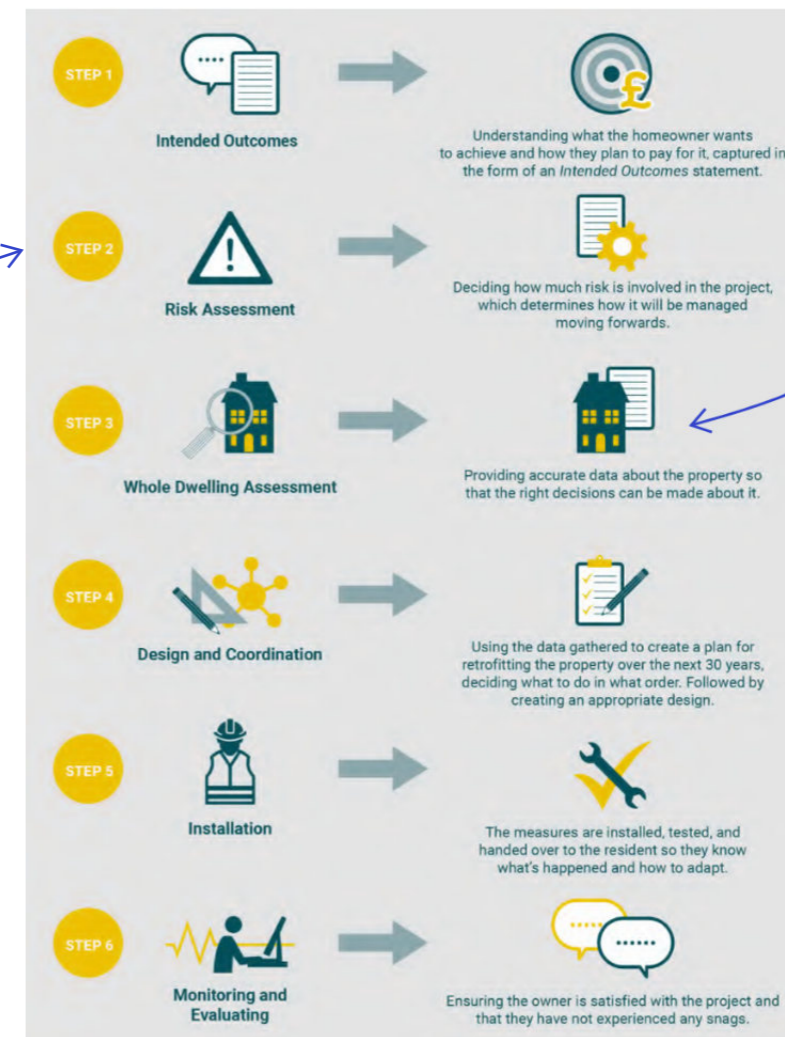 STEP 1
Intended Outcomes
Understanding what the homeowner wants
to achieve and how they plan to pay for it, captured in
the form of an Intended Outcomes statement.
£
STEP 2
Risk Assessment
Deciding how much risk is involved in the project,
which determines how it will be managed
moving forwards.
STEP 3
Whole Dwelling Assessment
Providing accurate data about the property so
that the right decisions can be made about it.
STEP 4
Design and Coordination
Using the data gathered to create a plan for
retrofitting the property over the next 30 years,
deciding what to do in what order. Followed by
creating an appropriate design.
STEP 5
Installation
The measures are installed, tested, and
handed over to the resident so they know
what's happened and how to adapt.
STEP 6
Monitoring and
Evaluating
Ensuring the owner is satisfied with the project and
that they have not experienced any snags.